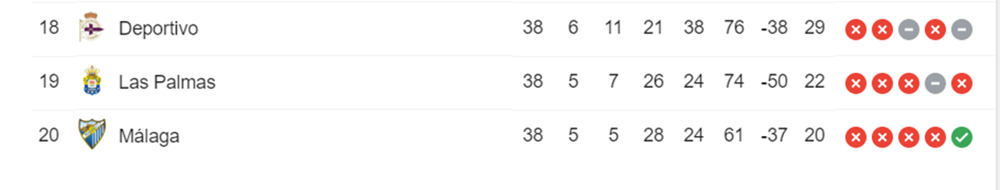 18 Deportivo 38 6 11 21 38 76 -38 29
19 Las Palmas 38 5 7 26 24 74 -50 22
20 Málaga 38 5 5 28 24 61 -37 20